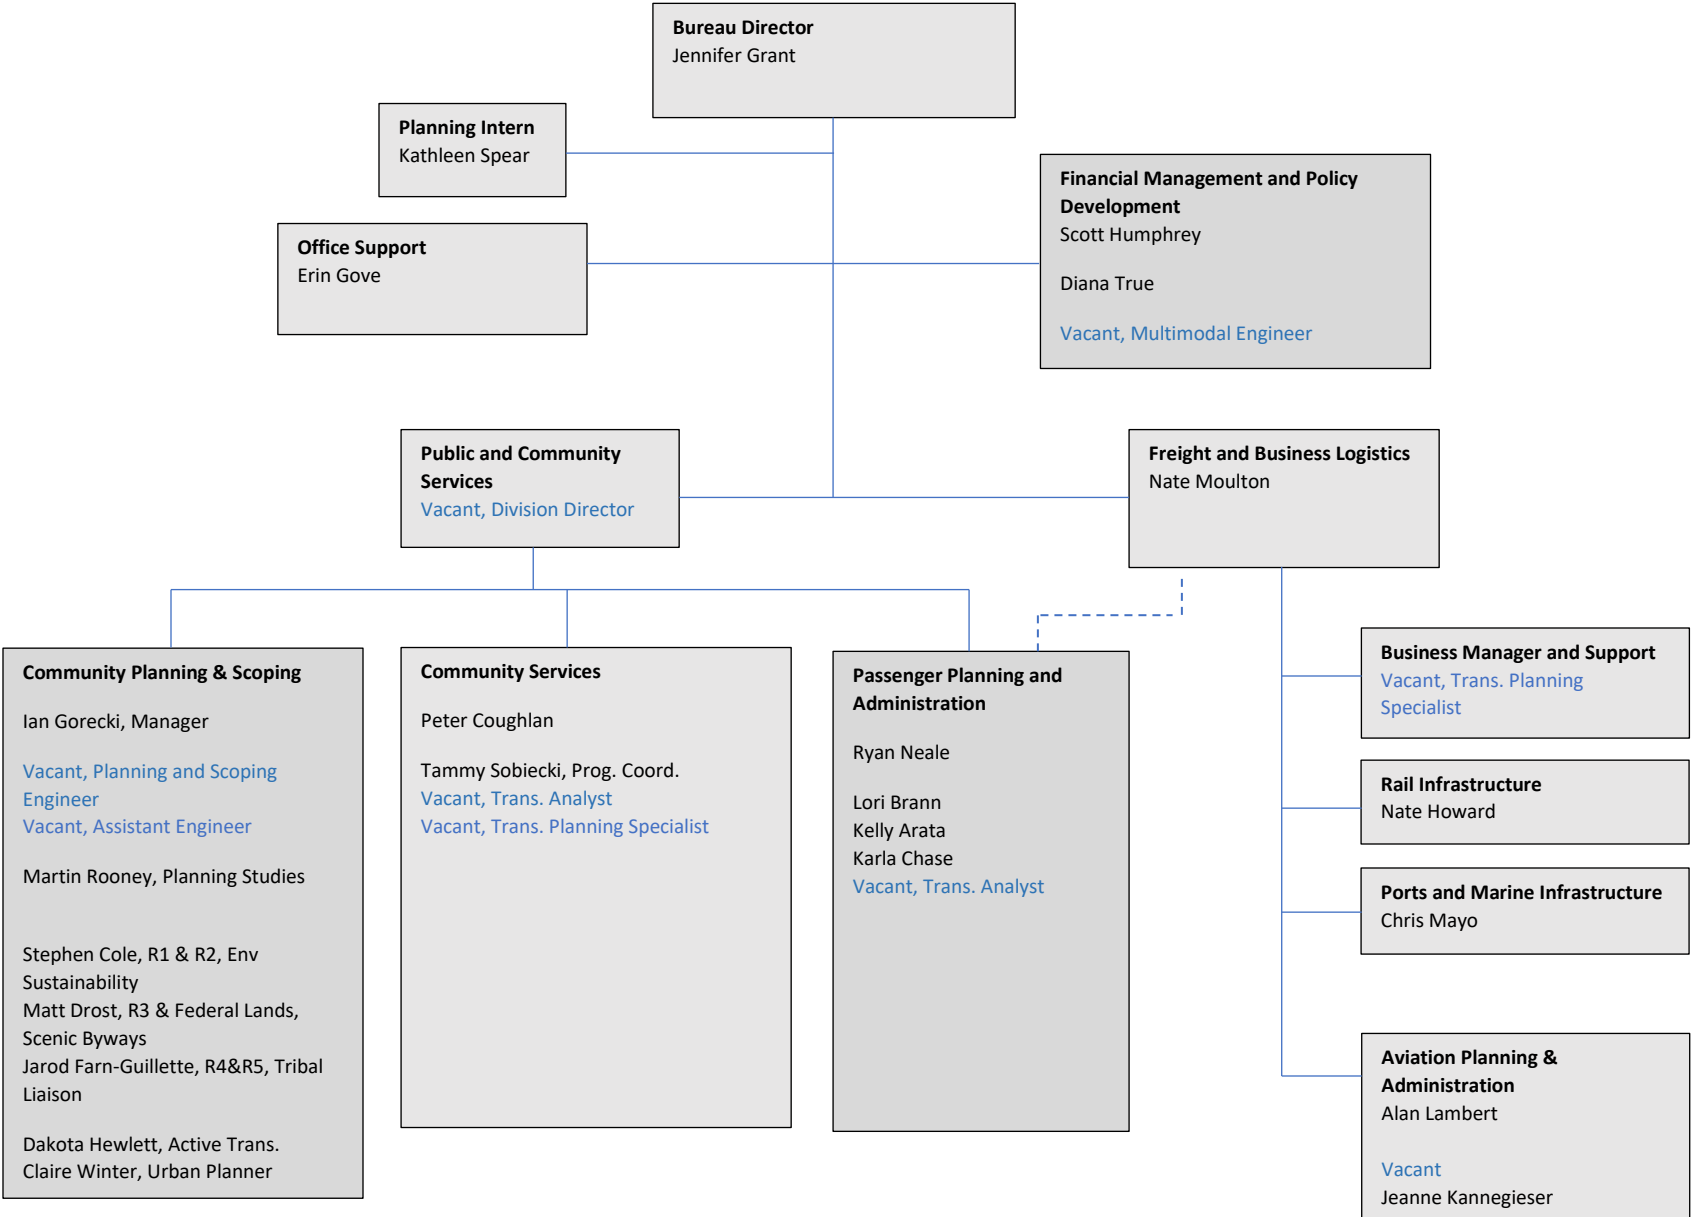 Bureau Director
Jennifer Grant
Planning Intern
Kathleen Spear
Financial Management and Policy
Development
Scott Humphrey
Diana True
Vacant, Multimodal Engineer
Office Support
Erin Gove
Public and Community
Services
Vacant, Division Director
Freight and Business Logistics
Nate Moulton
Community Planning & Scoping
Ian Gorecki, Manager
Vacant, Planning and Scoping
Engineer
Vacant, Assistant Engineer
Martin Rooney, Planning Studies
Stephen Cole, R1 & R2, Env
Sustainability
Matt Drost, R3 & Federal Lands,
Scenic Byways
Jarod Farn-Guillette, R4&R5, Tribal
Liaison
Dakota Hewlett, Active Trans.
Claire Winter, Urban Planner
Community Services
Peter Coughlan
Tammy Sobiecki, Prog. Coord.
Vacant, Trans. Analyst
Vacant, Trans. Planning Specialist
Passenger Planning and
Administration
Ryan Neale
Lori Brann
Kelly Arata
Karla Chase
Vacant, Trans. Analyst
Business Manager and Support
Vacant, Trans. Planning
Specialist
Rail Infrastructure
Nate Howard
Ports and Marine Infrastructure
Chris Mayo
Aviation Planning &
Administration
Alan Lambert
Vacant
Jeanne Kannegieser